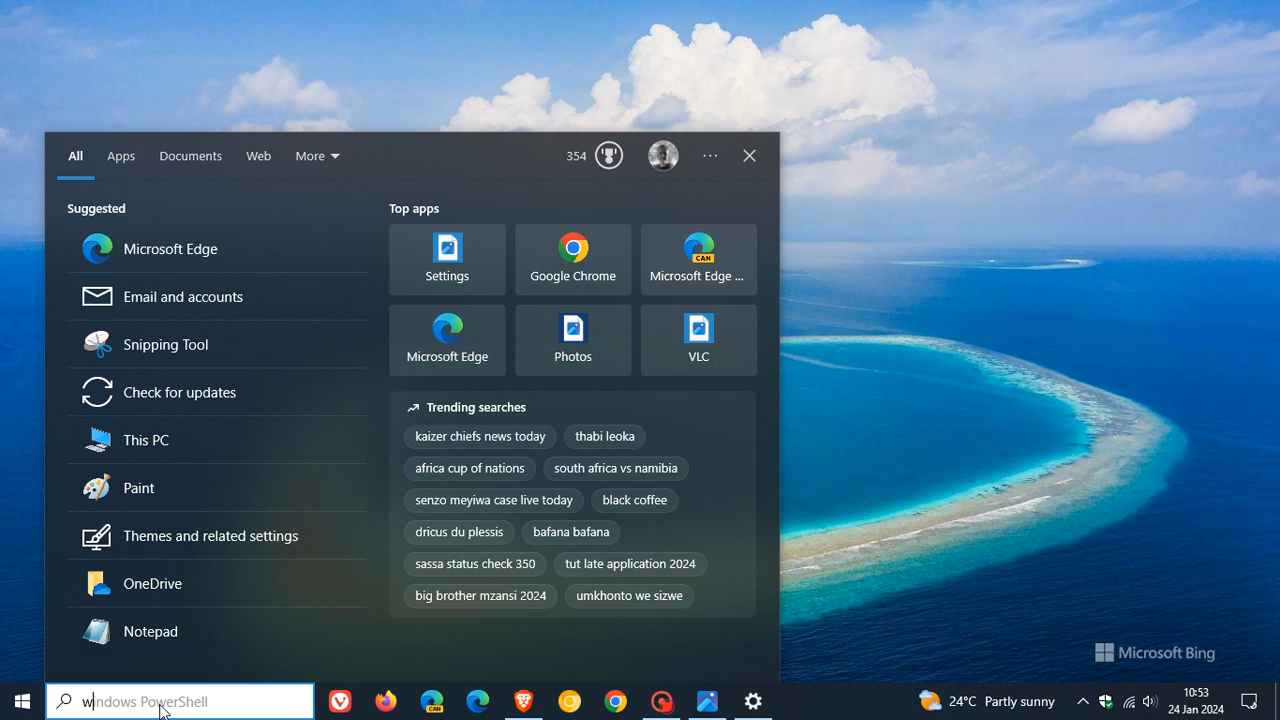 All Apps Documents Web More 354
Suggested
Microsoft Edge
Email and accounts
Snipping Tool
Check for updates
This PC
Paint
Themes and related settings
OneDrive
Notepad
Top apps
Settings Google Chrome Microsoft Edge ...
CAN
Microsoft Edge Photos VLC
Trending searches
kaizer chiefs news today thabi leoka
africa cup of nations south africa vs namibia
senzo meyiwa case live today black coffee
dricus du plessis bafana bafana
sassa status check 350 tut late application 2024
big brother mzansi 2024 umkhonto we sizwe
Microsoft Bing
windows PowerShell
CAN
24°C Partly sunny
10:53
24 Jan 2024